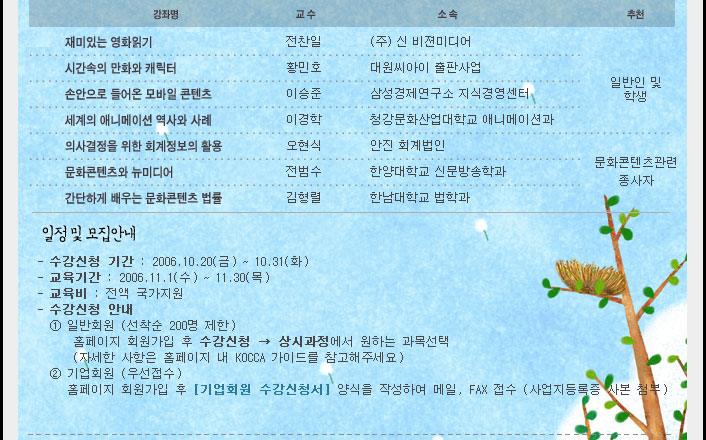 강좌명 교수 소속 추천
재미있는 영화읽기 전찬일 (주) 신 비젼미디어
시간속의 만화와 캐릭터 황민호 대원씨아이 출판사업
손안으로 들어온 모바일 콘텐츠 이승준 삼성경제연구소 지식경영센터
일반인 및
학생
세계의 애니메이션 역사와 사례 이경학 청강문화산업대학교 애니메이션과
의사결정을 위한 회계정보의 활용 오현식 안진 회계법인
문화콘텐츠와 뉴미디어 전범수 한양대학교 신문방송학과
문화콘텐츠관련
종사자
간단하게 배우는 문화콘텐츠 법률 김형렬 한남대학교 법학과
일정 및 모집안내
- 수강신청 기간 : 2006.10.20(금) ~ 10.31(화)
- 교육기간 : 2006.11.1(수) ~ 11.30(목)
- 교육비 : 전액 국가지원
- 수강신청 안내
① 일반회원 (선착순 200명 제한)
홈페이지 회원가입 후 수강신청 → 상시과정에서 원하는 과목선택
(자세한 사항은 홈페이지 내 KOCCA 가이드를 참고해주세요)
② 기업회원 (우선접수)
홈페이지 회원가입 후 [기업회원 수강신청서] 양식을 작성하여 메일, FAX 접수 (사업지등록증 사본 첨부)